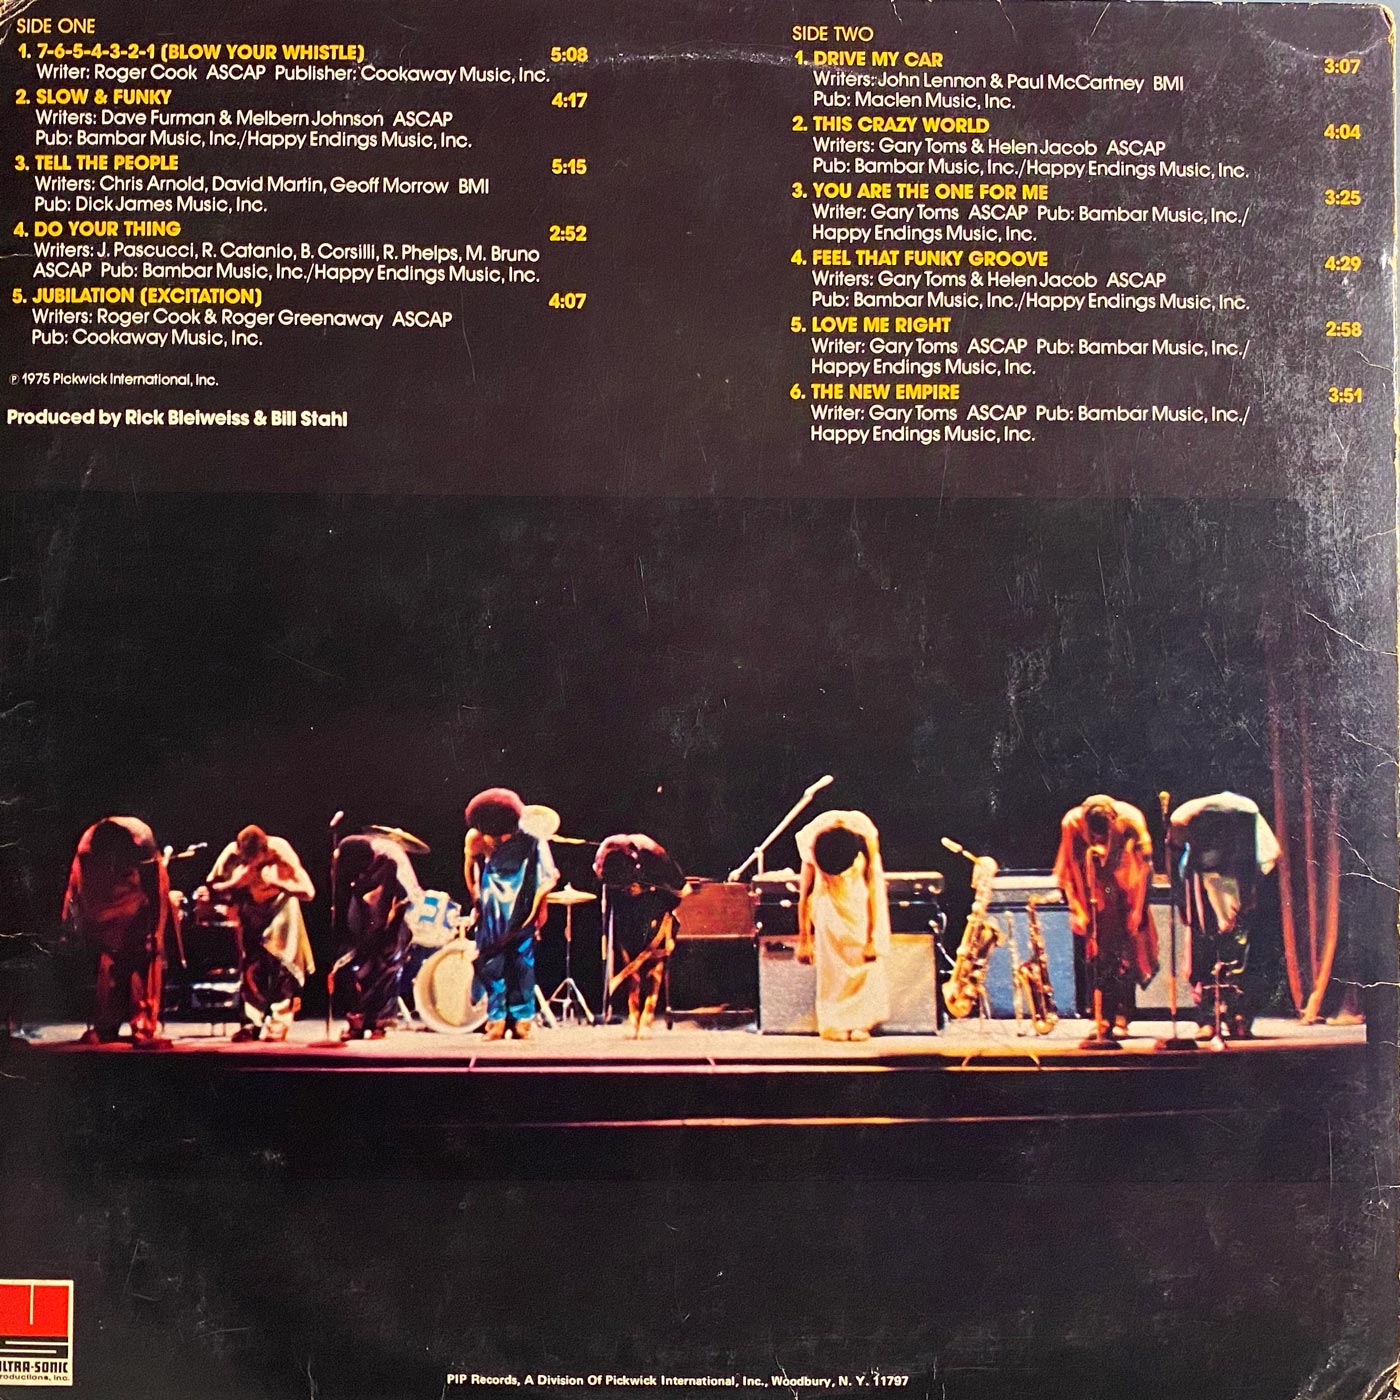 SIDE ONE
1. 7-6-5-4-3-2-1 (BLOW YOUR WHISTLE) 5:08
Writer: Roger Cook ASCAP Publisher: Cookaway Music, Inc.
2. SLOW & FUNKY 4:17
Writers: Dave Furman & Melbern Johnson ASCAP
Pub: Bambar Music, Inc./Happy Endings Music, Inc.
3. TELL THE PEOPLE 5:15
Writers: Chris Arnold, David Martin, Geoff Morrow BMI
Pub: Dick James Music, Inc.
4. DO YOUR THING 2:52
Writers: J. Pascucci, R. Catanio, B. Corsilli, R. Phelps, M. Bruno
ASCAP Pub: Bambar Music, Inc./Happy Endings Music, Inc.
5. JUBILATION (EXCITATION) 4:07
Writers: Roger Cook & Roger Greenaway ASCAP
Pub: Cookaway Music, Inc.
℗ 1975 Pickwick International, Inc.
Produced by Rick Bleiweiss & Bill Stahl
SIDE TWO
1. DRIVE MY CAR 3:07
Writers: John Lennon & Paul McCartney BMI
Pub: Maclen Music, Inc.
2. THIS CRAZY WORLD 4:04
Writers: Gary Toms & Helen Jacob ASCAP
Pub: Bambar Music, Inc./Happy Endings Music, Inc.
3. YOU ARE THE ONE FOR ME 3:25
Writer: Gary Toms ASCAP Pub: Bambar Music, Inc./
Happy Endings Music, Inc.
4. FEEL THAT FUNKY GROOVE 4:29
Writers: Gary Toms & Helen Jacob ASCAP
Pub: Bambar Music, Inc./Happy Endings Music, Inc.
5. LOVE ME RIGHT 2:58
Writer: Gary Toms ASCAP Pub: Bambar Music, Inc./
Happy Endings Music, Inc.
6. THE NEW EMPIRE 3:51
Writer: Gary Toms ASCAP Pub: Bambar Music, Inc./
Happy Endings Music, Inc.
LTRA-SONIC
roductions, Inc.
PIP Records, A Division Of Pickwick International, Inc., Woodbury, N. Y. 11797